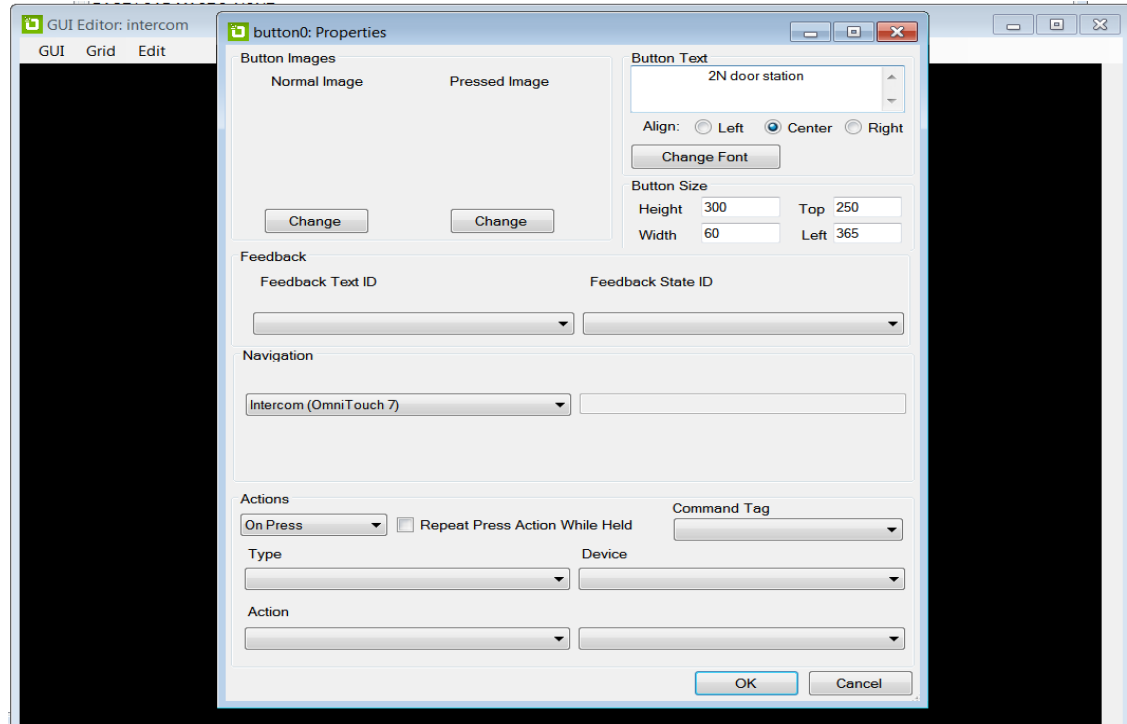 GUI Editor: intercom
GUI Grid Edit
button0: Properties
Button Images
Normal Image Pressed Image
Change Change
Button Text
2N door station
Align: Left Center Right
Change Font
Button Size
Height 300 Top 250
Width 60 Left 365
Feedback
Feedback Text ID Feedback State ID
Navigation
Intercom (OmniTouch 7)
Actions
On Press Repeat Press Action While Held Command Tag
Type Device
Action
OK Cancel